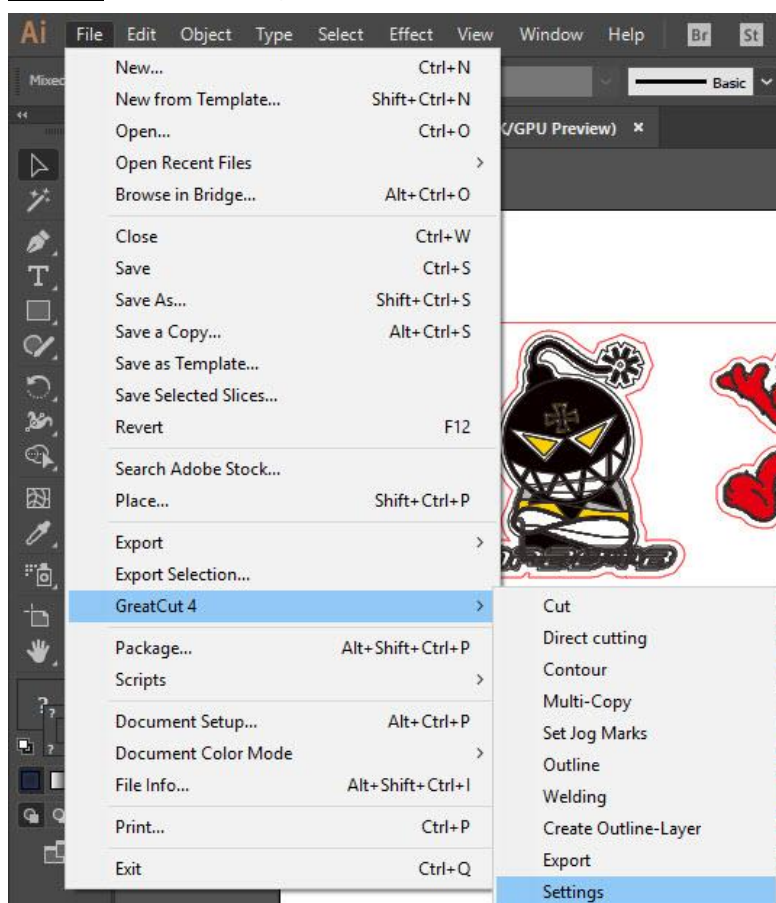 Ai File Edit Object Type Select Effect View Window Help Br St
Mixed Basic
/GPU Preview) ×
New... Ctrl+N
New from Template... Shift+Ctrl+N
Open... Ctrl+O
Open Recent Files >
Browse in Bridge... Alt+Ctrl+O
Close Ctrl+W
Save Ctrl+S
Save As... Shift+Ctrl+S
Save a Copy... Alt+Ctrl+S
Save as Template...
Save Selected Slices...
Revert F12
Search Adobe Stock...
Place... Shift+Ctrl+P
Export >
Export Selection...
GreatCut 4 >
Package... Alt+Shift+Ctrl+P
Scripts >
Document Setup... Alt+Ctrl+P
Document Color Mode >
File Info... Alt+Shift+Ctrl+I
Print... Ctrl+P
Exit Ctrl+Q
Cut
Direct cutting
Contour
Multi-Copy
Set Jog Marks
Outline
Welding
Create Outline-Layer
Export
Settings